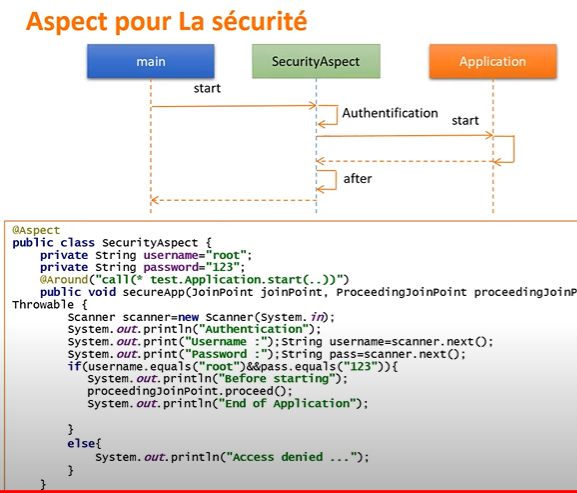 Aspect pour La sécurité
main
SecurityAspect
Application
start
Authentification
start
after
@Aspect
public class SecurityAspect {
private String username="root";
private String password="123";
@Around("call(* test.Application.start(..))")
public void secureApp(JoinPoint joinPoint, ProceedingJoinPoint proceedingJoinP
Throwable {
Scanner scanner=new Scanner(System.in);
System.out.println("Authentication");
System.out.print("Username :");String username=scanner.next();
System.out.print("Password :");String pass=scanner.next();
if(username.equals("root")&&pass.equals("123")){
System.out.println("Before starting");
proceedingJoinPoint.proceed();
System.out.println("End of Application");
}
else{
System.out.println("Access denied ...");
}
}